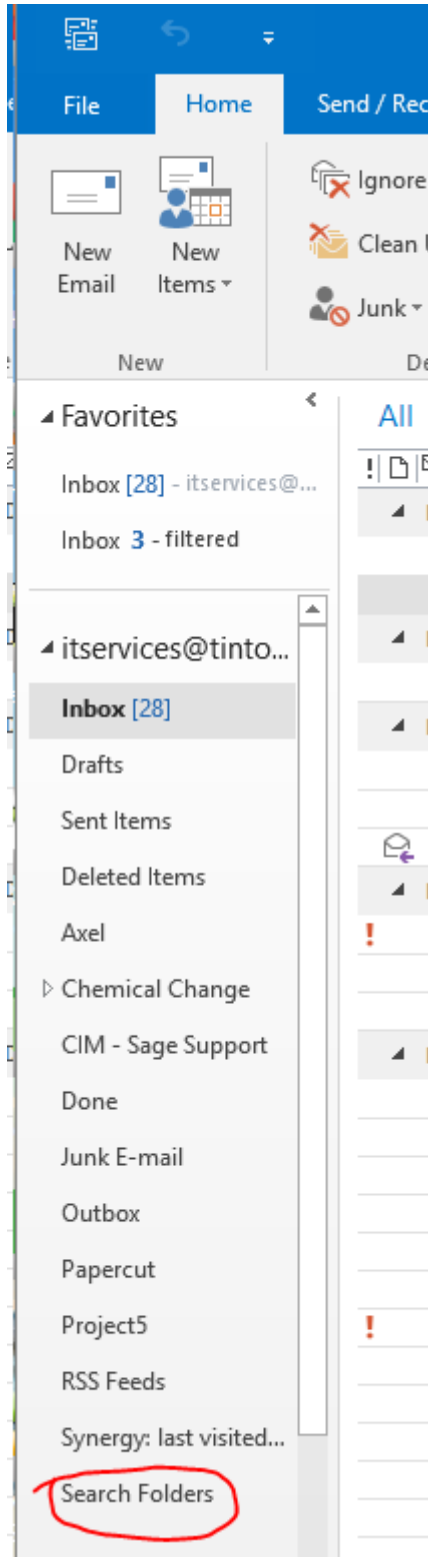 File Home Send / Rec
Ignore
Clean
New New
Email Items
Junk
New De
Favorites
All
Inbox [28] - itservices@...
Inbox 3 - filtered
itservices@tinto...
Inbox [28]
Drafts
Sent Items
Deleted Items
Axel
Chemical Change
CIM - Sage Support
Done
Junk E-mail
Outbox
Papercut
Project5
RSS Feeds
Synergy: last visited...
Search Folders